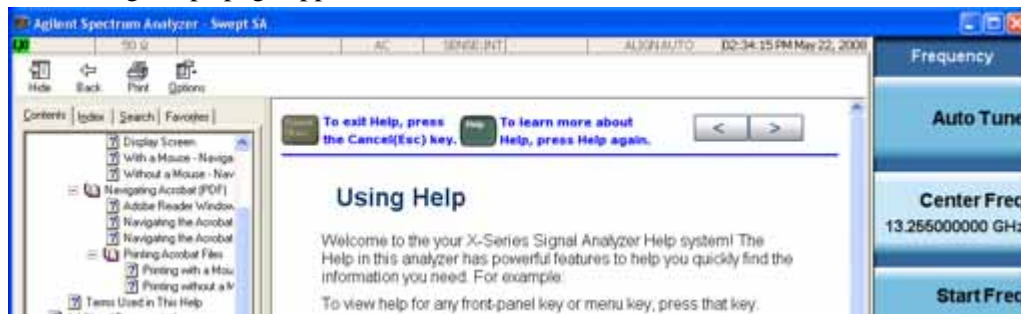 Agilent Spectrum Analyzer - Swept SA
50 Ω AC SENSE:INT ALIGN AUTO 02:34:15 PM May 22, 2008
Frequency
Hide Back Print Options
Contents Index Search Favorites
To exit Help, press
the Cancel(Esc) key.
Help
To learn more about
Help, press Help again.
< >
Auto Tune
Display Screen
With a Mouse - Naviga
Without a Mouse - Nav
Navigating Acrobat (PDF)
Adobe Reader Window
Navigating the Acrobat
Navigating the Acrobat
Printing Acrobat Files
Printing with a Mou
Printing without a M
Terms Used in This Help
Using Help
Welcome to the your X-Series Signal Analyzer Help system! The
Help in this analyzer has powerful features to help you quickly find the
information you need. For example:
To view help for any front-panel key or menu key, press that key.
Center Freq
13.255000000 GHz
Start Freq